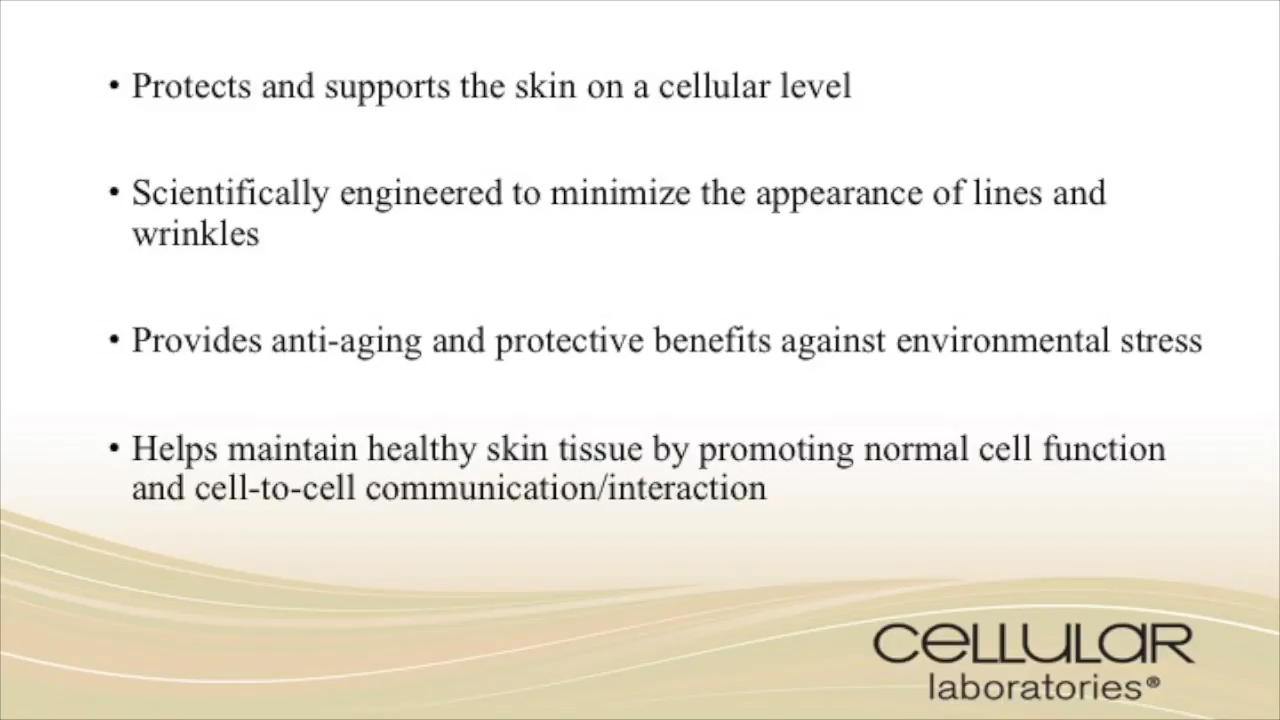 • Protects and supports the skin on a cellular level
• Scientifically engineered to minimize the appearance of lines and
wrinkles
• Provides anti-aging and protective benefits against environmental stress
• Helps maintain healthy skin tissue by promoting normal cell function
and cell-to-cell communication/interaction
CELLULAR
laboratories®